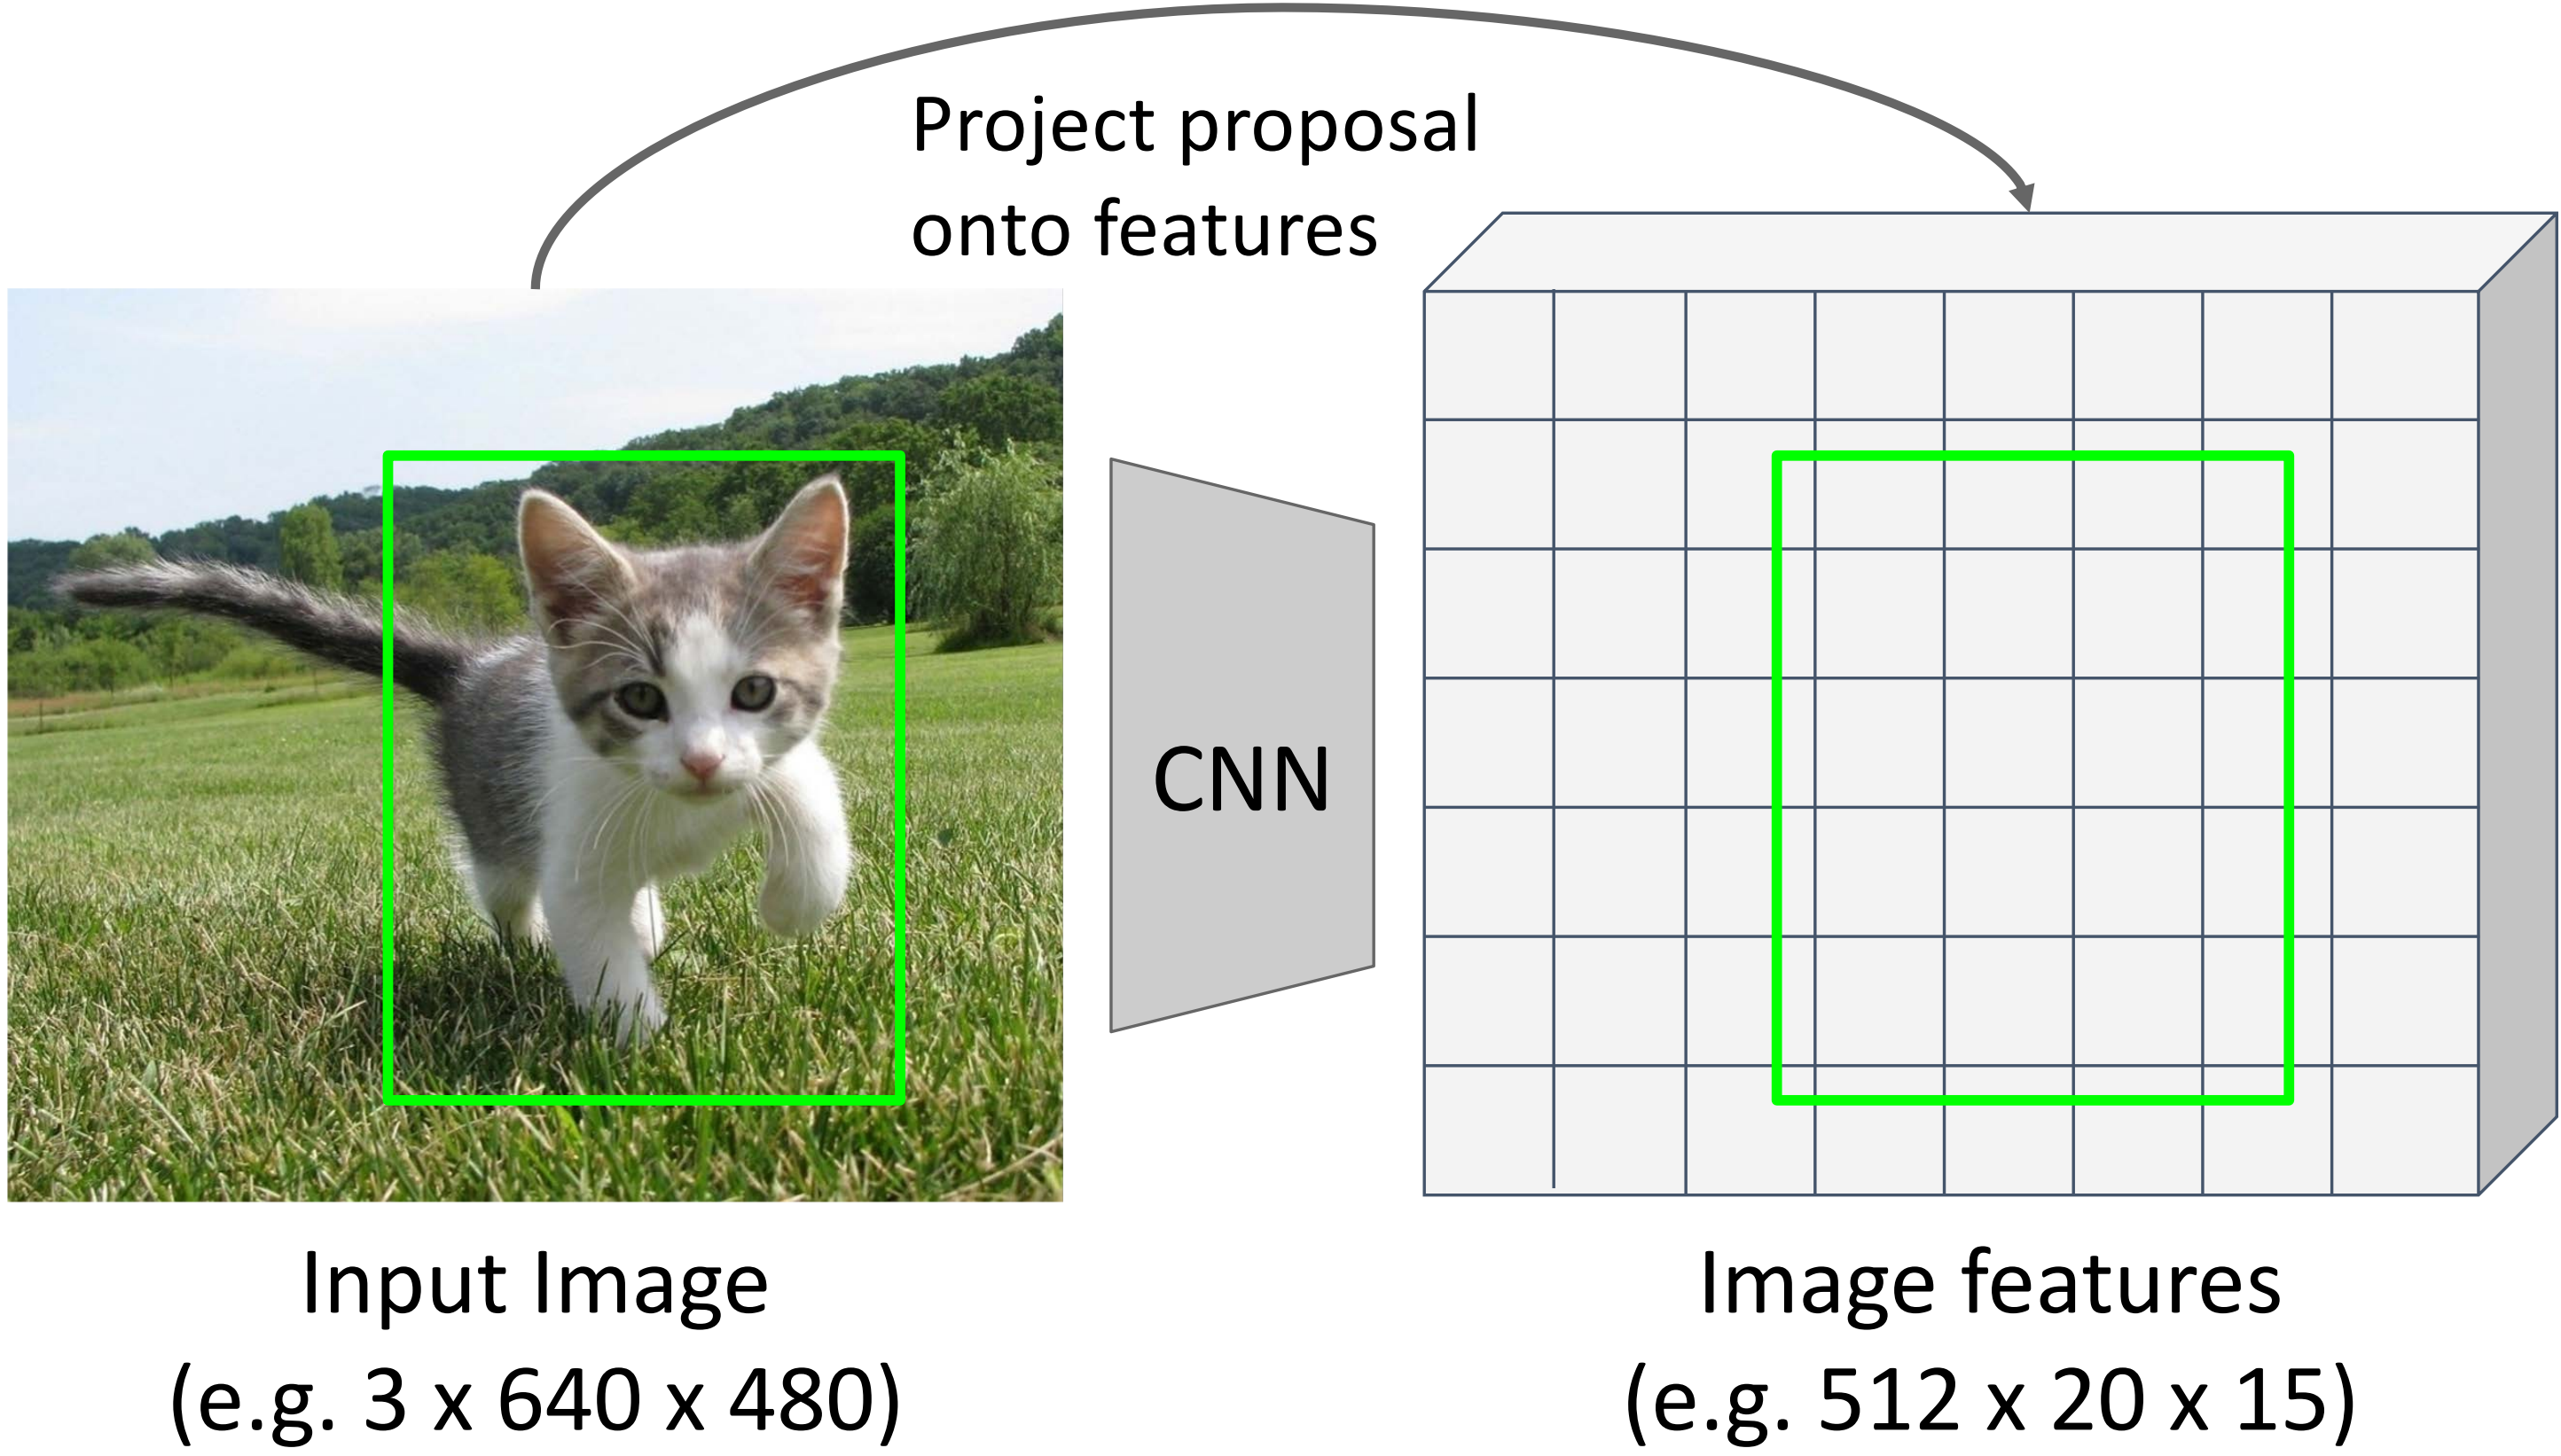 Project proposal
onto features
CNN
Input Image
(e.g. 3 x 640 x 480)
Image features
(e.g. 512 x 20 x 15)